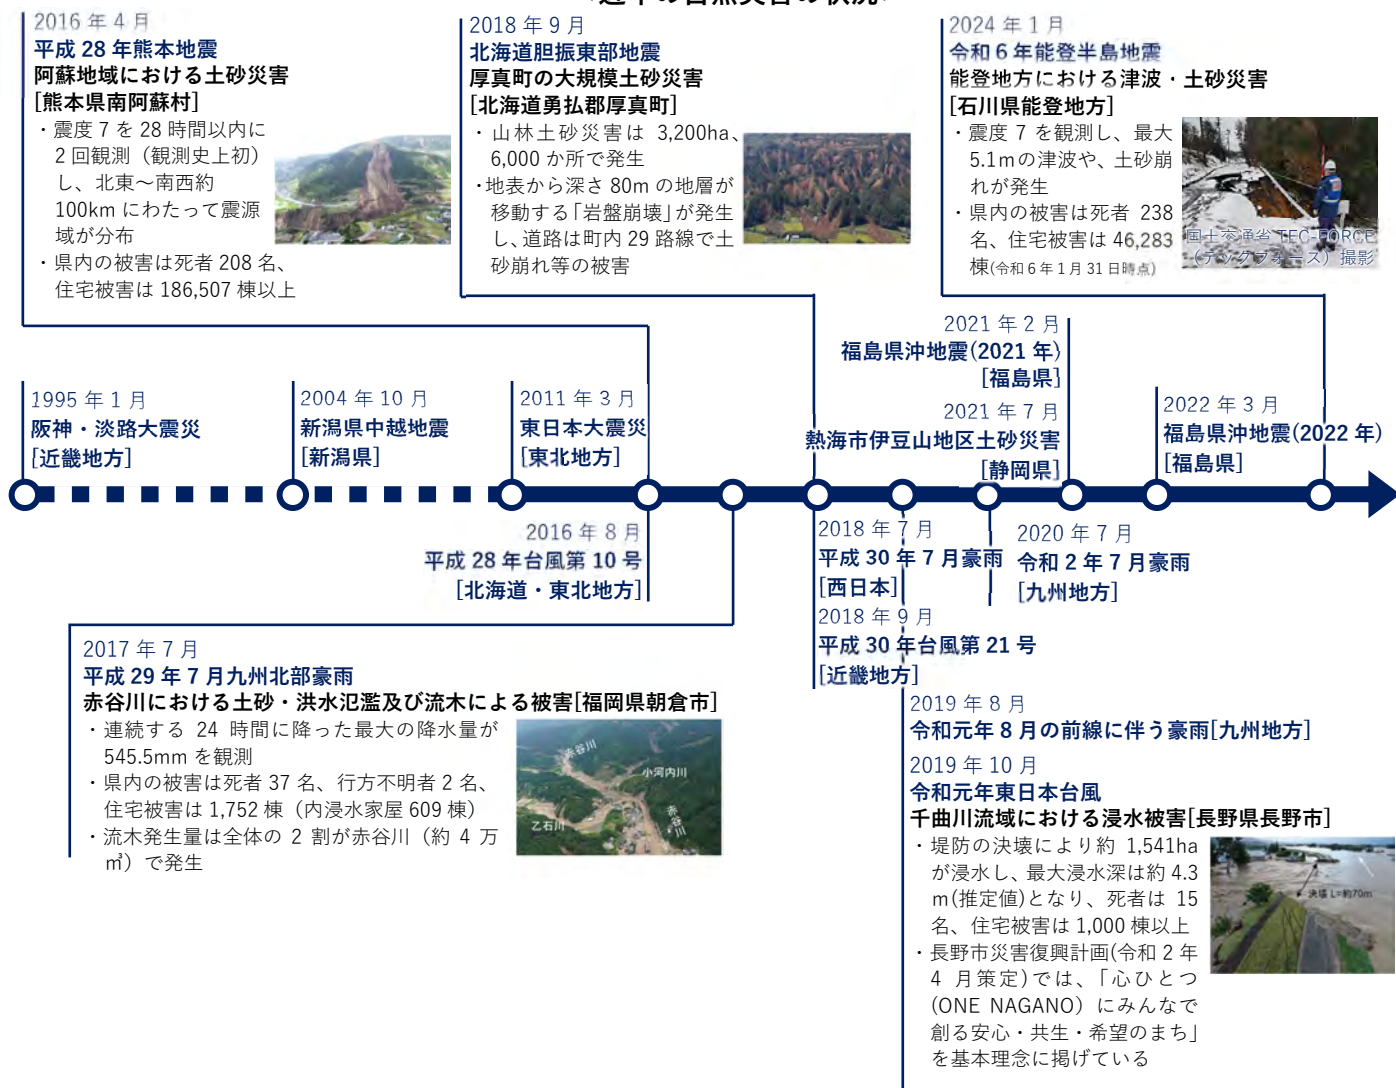 2016 年 4 月
平成 28 年熊本地震
阿蘇地域における土砂災害
[熊本県南阿蘇村]
・震度 7 を 28 時間以内に
2 回観測（観測史上初）
し、北東～南西約
100km にわたって震源
域が分布
・県内の被害は死者 208 名、
住宅被害は 186,507 棟以上
2018 年 9 月
北海道胆振東部地震
厚真町の大規模土砂災害
[北海道勇払郡厚真町]
・山林土砂災害は 3,200ha、
6,000 か所で発生
・地表から深さ 80m の地層が
移動する「岩盤崩壊」が発生
し、道路は町内 29 路線で土
砂崩れ等の被害
2024 年 1 月
令和 6 年能登半島地震
能登地方における津波・土砂災害
[石川県能登地方]
・震度 7 を観測し、最大
5.1mの津波や、土砂崩
れが発生
・県内の被害は死者 238
名、住宅被害は 46,283
棟(令和 6 年 1 月 31 日時点)
国土交通省 TEC-FORCE
（テックフォース）撮影
1995 年 1 月
阪神・淡路大震災
[近畿地方]
2004 年 10 月
新潟県中越地震
[新潟県]
2011 年 3 月
東日本大震災
[東北地方]
2021 年 2 月
福島県沖地震(2021 年)
[福島県]
2021 年 7 月
熱海市伊豆山地区土砂災害
[静岡県]
2022 年 3 月
福島県沖地震(2022 年)
[福島県]
2016 年 8 月
平成 28 年台風第 10 号
[北海道・東北地方]
2018 年 7 月
平成 30 年 7 月豪雨
[西日本]
2018 年 9 月
平成 30 年台風第 21 号
[近畿地方]
2020 年 7 月
令和 2 年 7 月豪雨
[九州地方]
2017 年 7 月
平成 29 年 7 月九州北部豪雨
赤谷川における土砂・洪水氾濫及び流木による被害[福岡県朝倉市]
・連続する 24 時間に降った最大の降水量が
545.5mm を観測
・県内の被害は死者 37 名、行方不明者 2 名、
住宅被害は 1,752 棟（内浸水家屋 609 棟）
・流木発生量は全体の 2 割が赤谷川（約 4 万
㎥）で発生
赤谷川
小河内川
乙石川
赤谷川
2019 年 8 月
令和元年 8 月の前線に伴う豪雨[九州地方]
2019 年 10 月
令和元年東日本台風
千曲川流域における浸水被害[長野県長野市]
・堤防の決壊により約 1,541ha
が浸水し、最大浸水深は約 4.3
m(推定値)となり、死者は 15
名、住宅被害は 1,000 棟以上
・長野市災害復興計画(令和 2 年
4 月策定)では、「心ひとつ
(ONE NAGANO）にみんなで
創る安心・共生・希望のまち」
を基本理念に掲げている
決壊 L=約70m